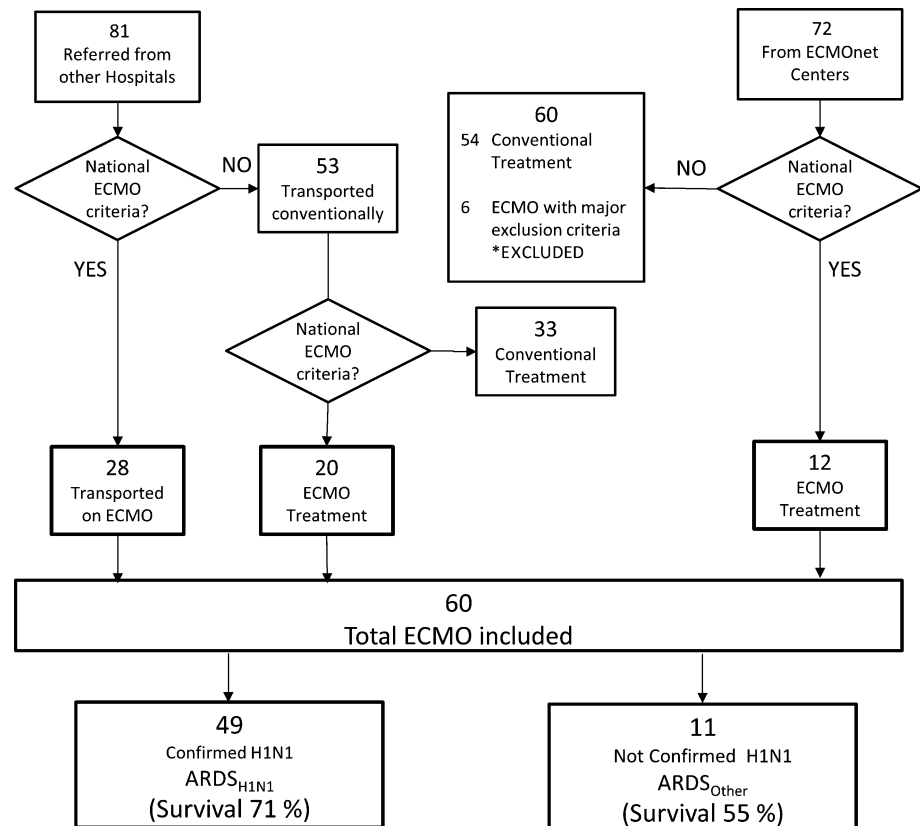 81
Referred from
other Hospitals
72
From ECMOnet
Centers
National
ECMO
criteria?
NO
53
Transported
conventionally
60
54 Conventional
Treatment
6 ECMO with major
exclusion criteria
*EXCLUDED
NO
National
ECMO
criteria?
YES
YES
National
ECMO
criteria?
33
Conventional
Treatment
28
Transported
on ECMO
20
ECMO
Treatment
12
ECMO
Treatment
60
Total ECMO included
49
Confirmed H1N1
ARDS_H1N1
(Survival 71 %)
11
Not Confirmed H1N1
ARDS_Other
(Survival 55 %)